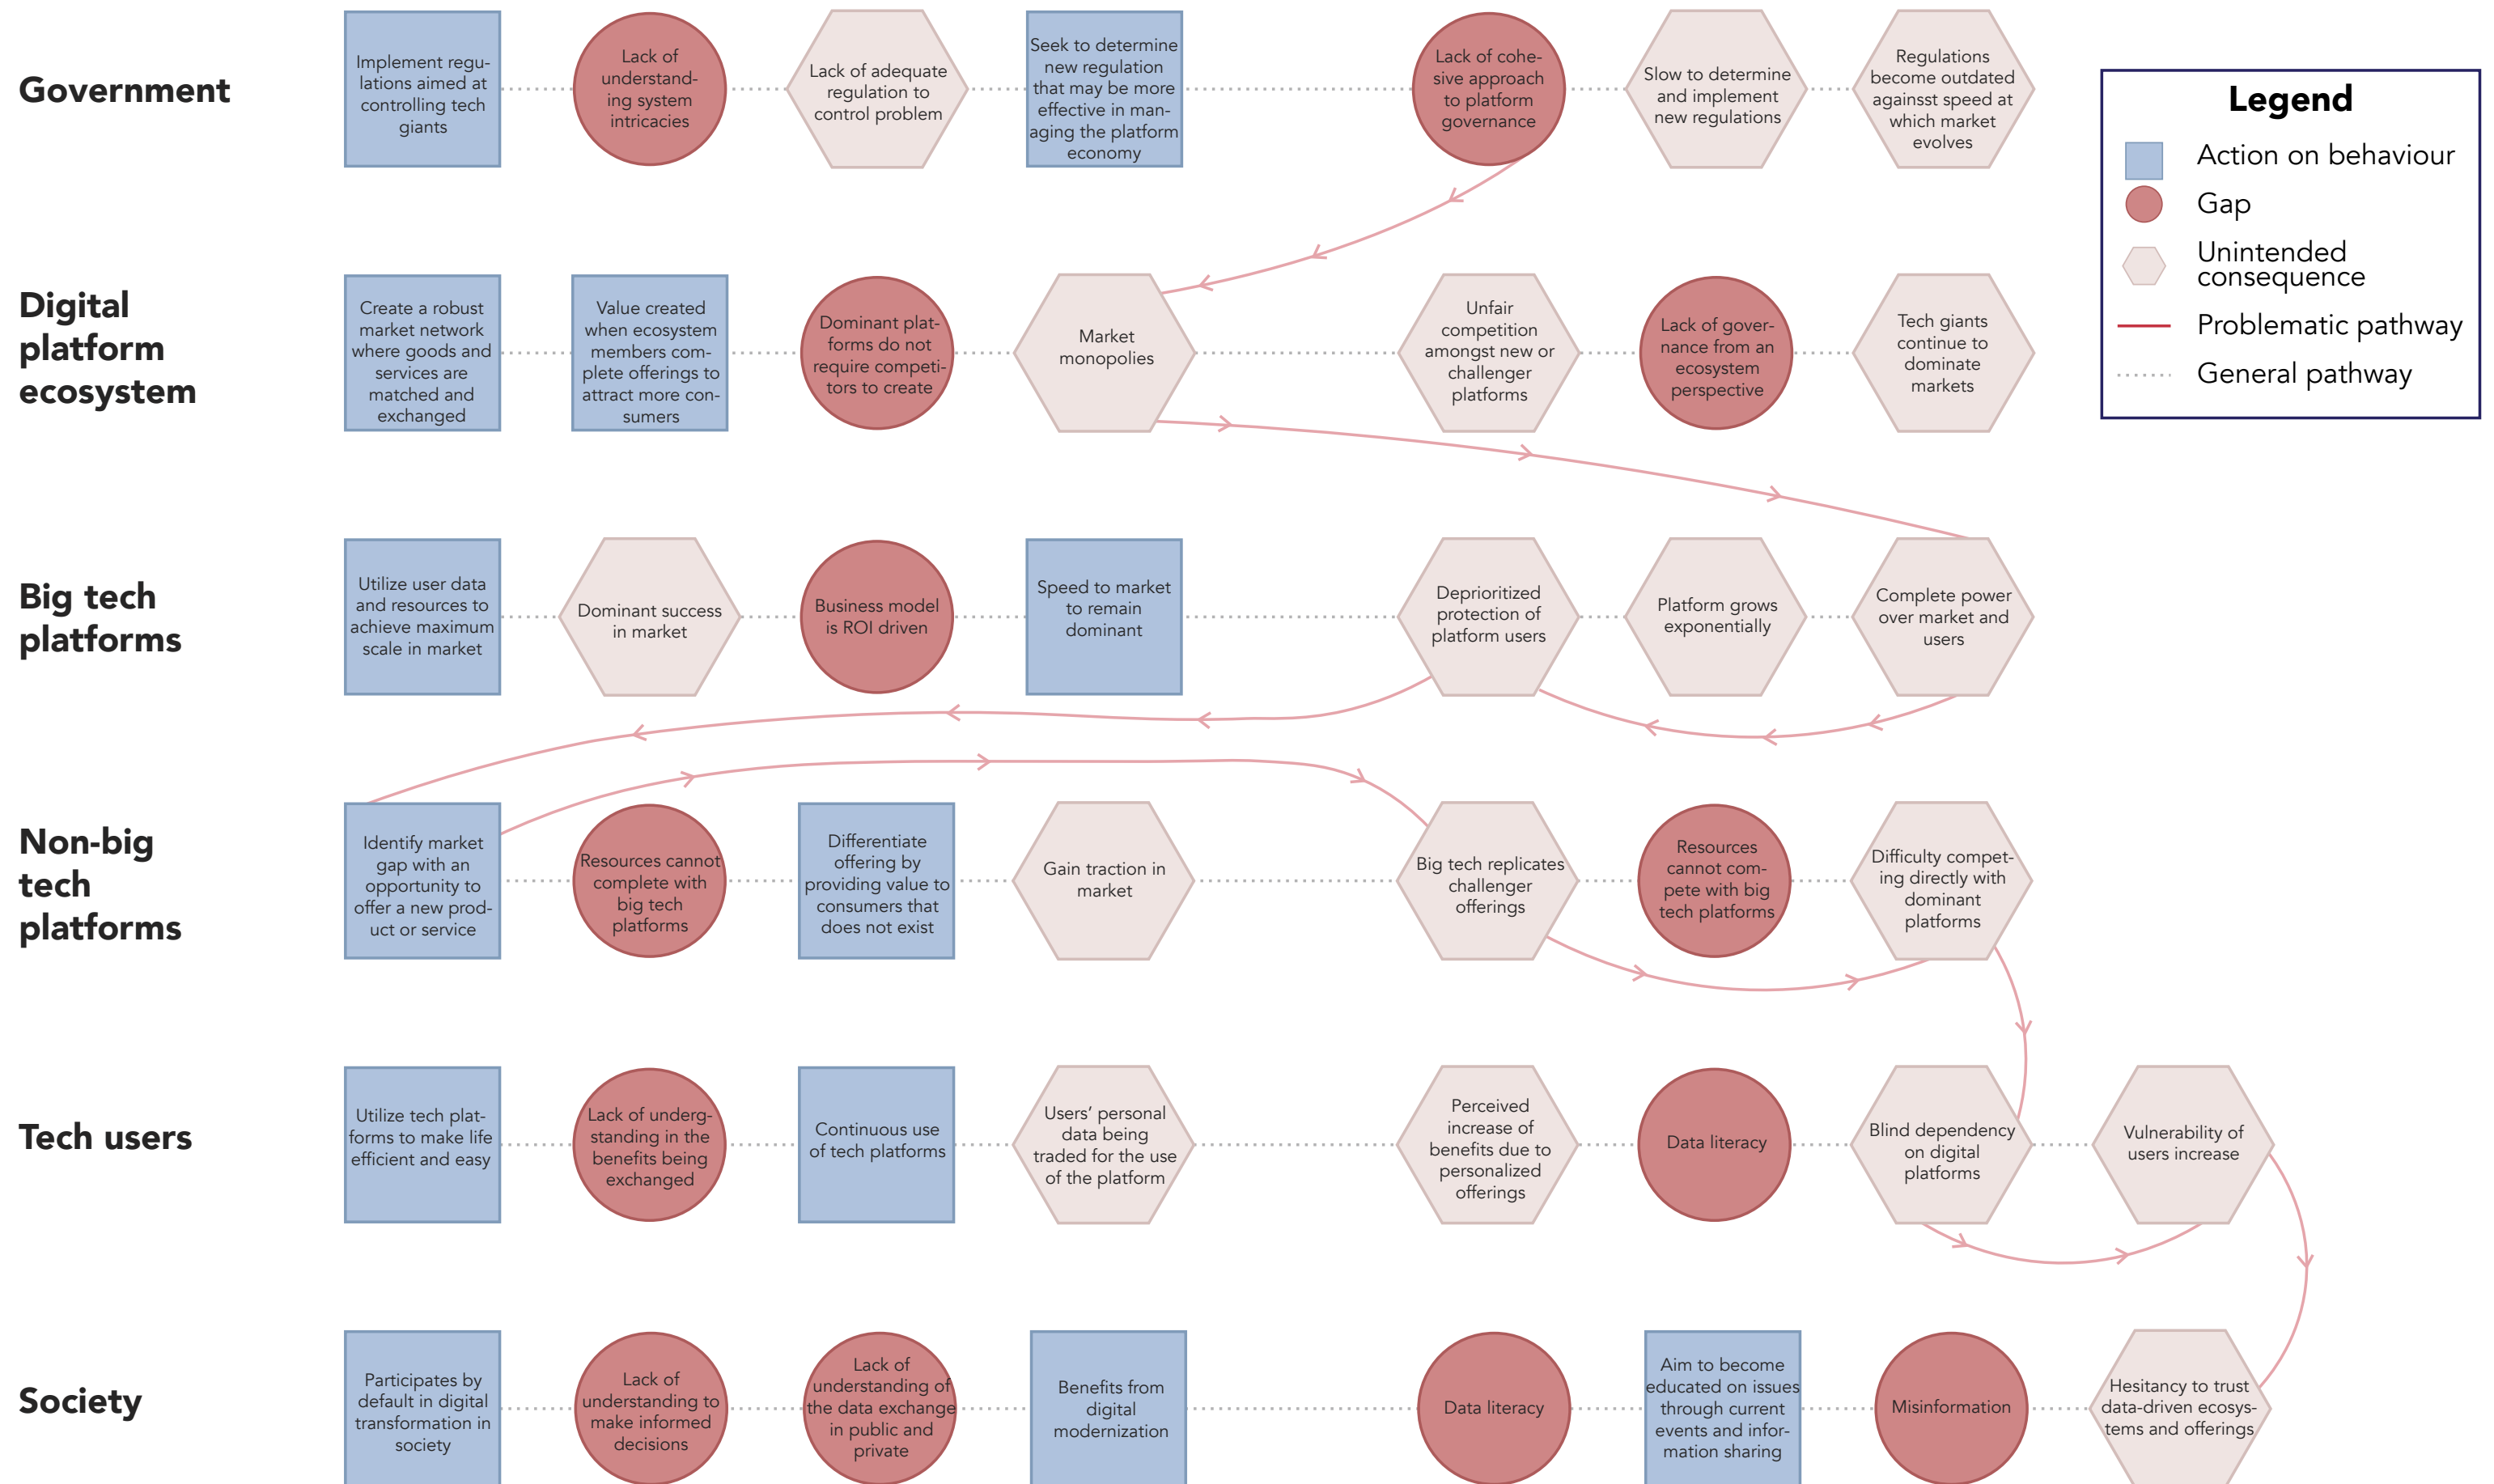 Government
Implement regu-
lations aimed at
controlling tech
giants
Lack of
understand-
ing system
intricacies
Lack of adequate
regulation to
control problem
Seek to determine
new regulation
that may be more
effective in man-
aging the platform
economy
Lack of cohe-
sive approach
to platform
governance
Slow to determine
and implement
new regulations
Regulations
become outdated
againsst speed at
which market
evolves
Legend
Action on behaviour
Gap
Unintended
consequence
Problematic pathway
General pathway
Digital
platform
ecosystem
Create a robust
market network
where goods and
services are
matched and
exchanged
Value created
when ecosystem
members com-
plete offerings to
attract more con-
sumers
Dominant plat-
forms do not
require competi-
tors to create
Market
monopolies
Unfair
competition
amongst new or
challenger
platforms
Lack of gover-
nance from an
ecosystem
perspective
Tech giants
continue to
dominate
markets
Big tech
platforms
Utilize user data
and resources to
achieve maximum
scale in market
Dominant success
in market
Business model
is ROI driven
Speed to market
to remain
dominant
Deprioritized
protection of
platform users
Platform grows
exponentially
Complete power
over market and
users
Non-big
tech
platforms
Identify market
gap with an
opportunity to
offer a new prod-
uct or service
Resources cannot
complete with
big tech
platforms
Differentiate
offering by
providing value to
consumers that
does not exist
Gain traction in
market
Big tech replicates
challenger
offerings
Resources
cannot com-
pete with big
tech platforms
Difficulty compet-
ing directly with
dominant
platforms
Tech users
Utilize tech plat-
forms to make life
efficient and easy
Lack of underg-
standing in the
benefits being
exchanged
Continuous use
of tech platforms
Users’ personal
data being
traded for the use
of the platform
Perceived
increase of
benefits due to
personalized
offerings
Data literacy
Blind dependency
on digital
platforms
Vulnerability of
users increase
Society
Participates by
default in digital
transformation in
society
Lack of
understanding to
make informed
decisions
Lack of
understanding of
the data exchange
in public and
private
Benefits from
digital
modernization
Data literacy
Aim to become
educated on issues
through current
events and infor-
mation sharing
Misinformation
Hesitancy to trust
data-driven ecosys-
tems and offerings